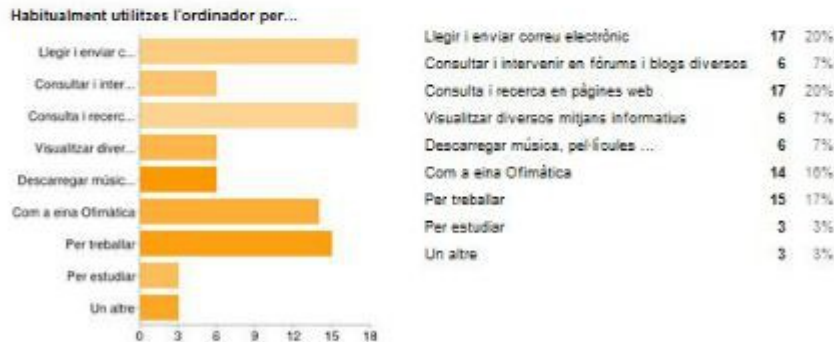 Habitualment utilitzes l'ordinador per...
Llegir i enviar c...
Consultar i inter...
Consulta i recerc...
Visualitzar diver...
Descarregar músic...
Com a eina Ofimàtica
Per treballar
Per estudiar
Un altre
0 3 6 9 12 15 18
Llegir i enviar correu electrònic 17 20%
Consultar i intervenir en fòrums i blogs diversos 6 7%
Consulta i recerca en pàgines web 17 20%
Visualitzar diversos mitjans informatius 6 7%
Descarregar música, pel·lícules ... 6 7%
Com a eina Ofimàtica 14 16%
Per treballar 15 17%
Per estudiar 3 3%
Un altre 3 3%